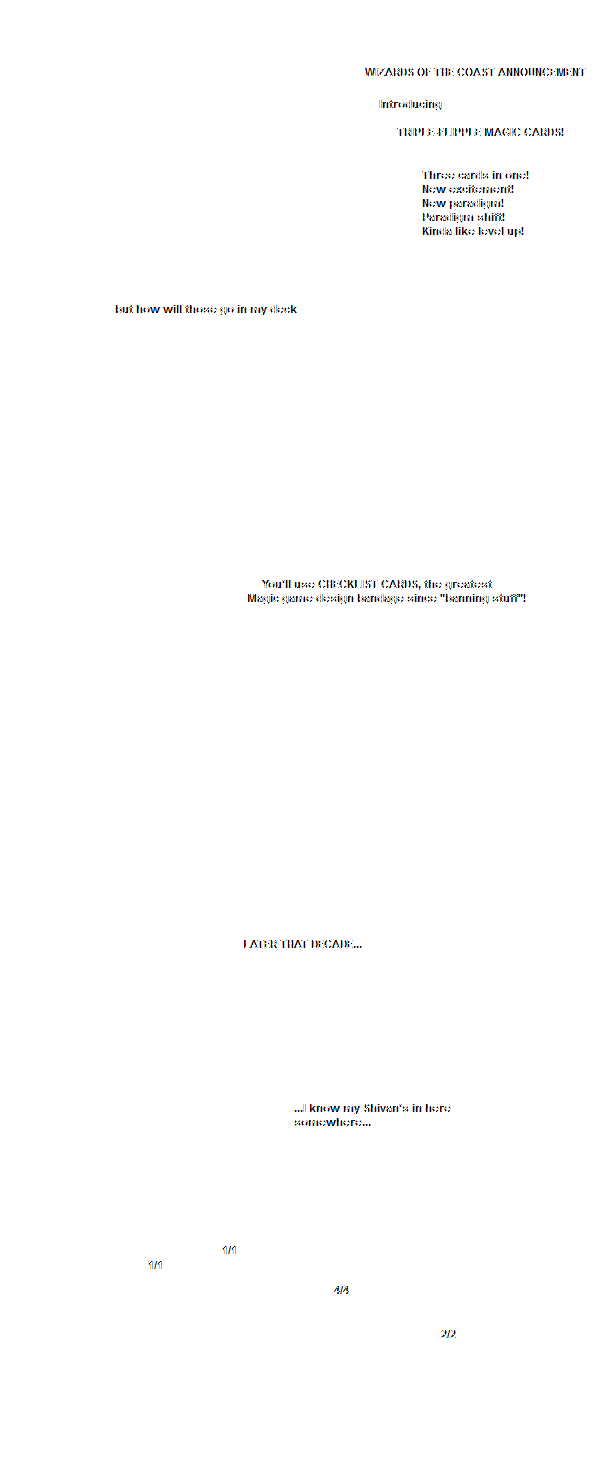 WIZARDS OF THE COAST ANNOUNCEMENT
Introducing
TRIPLE-FLIPPLE MAGIC CARDS!
Three cards in one!
New excitement!
New paradigm!
Paradigm shift!
Kinda like level up!
but how will those go in my deck
You'll use CHECKLIST CARDS, the greatest
Magic game design bandage since "banning stuff"!
LATER THAT DECADE...
...I know my Shivan's in here
somewhere...
1/1
1/1
4/4
2/2